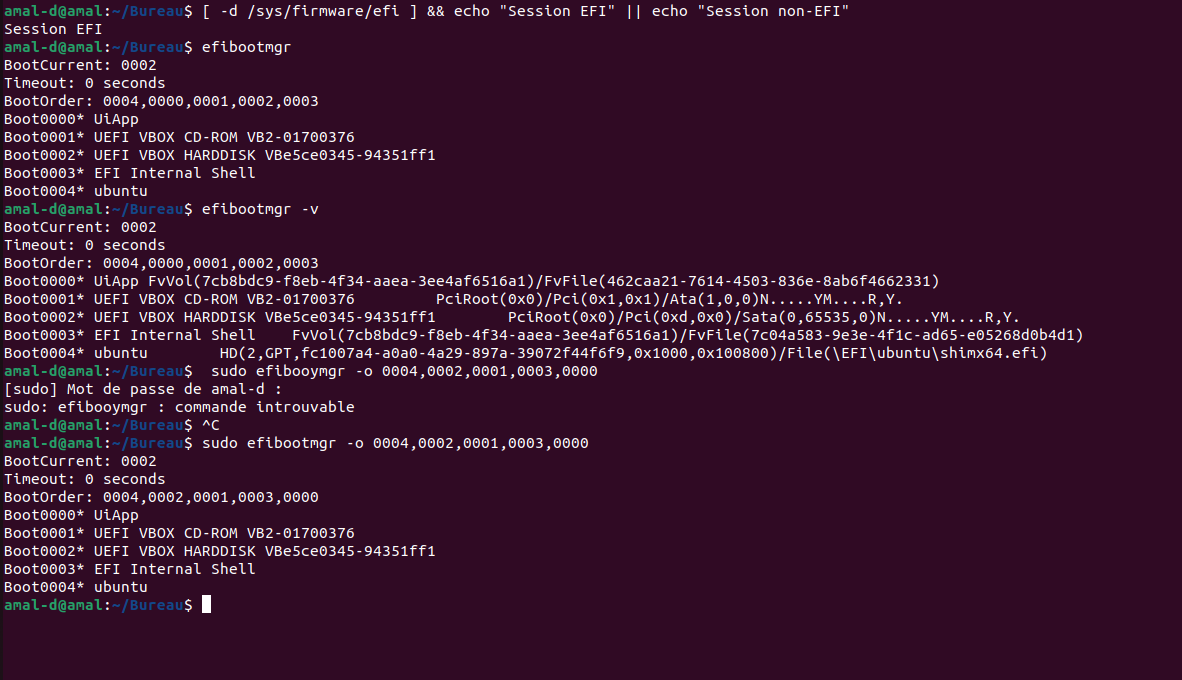 amal-d@amal:~/Bureau$ [ -d /sys/firmware/efi ] && echo "Session EFI" || echo "Session non-EFI"
Session EFI
amal-d@amal:~/Bureau$ efibootmgr
BootCurrent: 0002
Timeout: 0 seconds
BootOrder: 0004,0000,0001,0002,0003
Boot0000* UiApp
Boot0001* UEFI VBOX CD-ROM VB2-01700376
Boot0002* UEFI VBOX HARDDISK VBe5ce0345-94351ff1
Boot0003* EFI Internal Shell
Boot0004* ubuntu
amal-d@amal:~/Bureau$ efibootmgr -v
BootCurrent: 0002
Timeout: 0 seconds
BootOrder: 0004,0000,0001,0002,0003
Boot0000* UiApp FvVol(7cb8bdc9-f8eb-4f34-aaea-3ee4af6516a1)/FvFile(462caa21-7614-4503-836e-8ab6f4662331)
Boot0001* UEFI VBOX CD-ROM VB2-01700376         PciRoot(0x0)/Pci(0x1,0x1)/Ata(1,0,0)N.....YM....R,Y.
Boot0002* UEFI VBOX HARDDISK VBe5ce0345-94351ff1        PciRoot(0x0)/Pci(0xd,0x0)/Sata(0,65535,0)N.....YM....R,Y.
Boot0003* EFI Internal Shell    FvVol(7cb8bdc9-f8eb-4f34-aaea-3ee4af6516a1)/FvFile(7c04a583-9e3e-4f1c-ad65-e05268d0b4d1)
Boot0004* ubuntu        HD(2,GPT,fc1007a4-a0a0-4a29-897a-39072f44f6f9,0x1000,0x100800)/File(\EFI\ubuntu\shimx64.efi)
amal-d@amal:~/Bureau$  sudo efibooymgr -o 0004,0002,0001,0003,0000
[sudo] Mot de passe de amal-d :
sudo: efibooymgr : commande introuvable
amal-d@amal:~/Bureau$ ^C
amal-d@amal:~/Bureau$ sudo efibootmgr -o 0004,0002,0001,0003,0000
BootCurrent: 0002
Timeout: 0 seconds
BootOrder: 0004,0002,0001,0003,0000
Boot0000* UiApp
Boot0001* UEFI VBOX CD-ROM VB2-01700376
Boot0002* UEFI VBOX HARDDISK VBe5ce0345-94351ff1
Boot0003* EFI Internal Shell
Boot0004* ubuntu
amal-d@amal:~/Bureau$